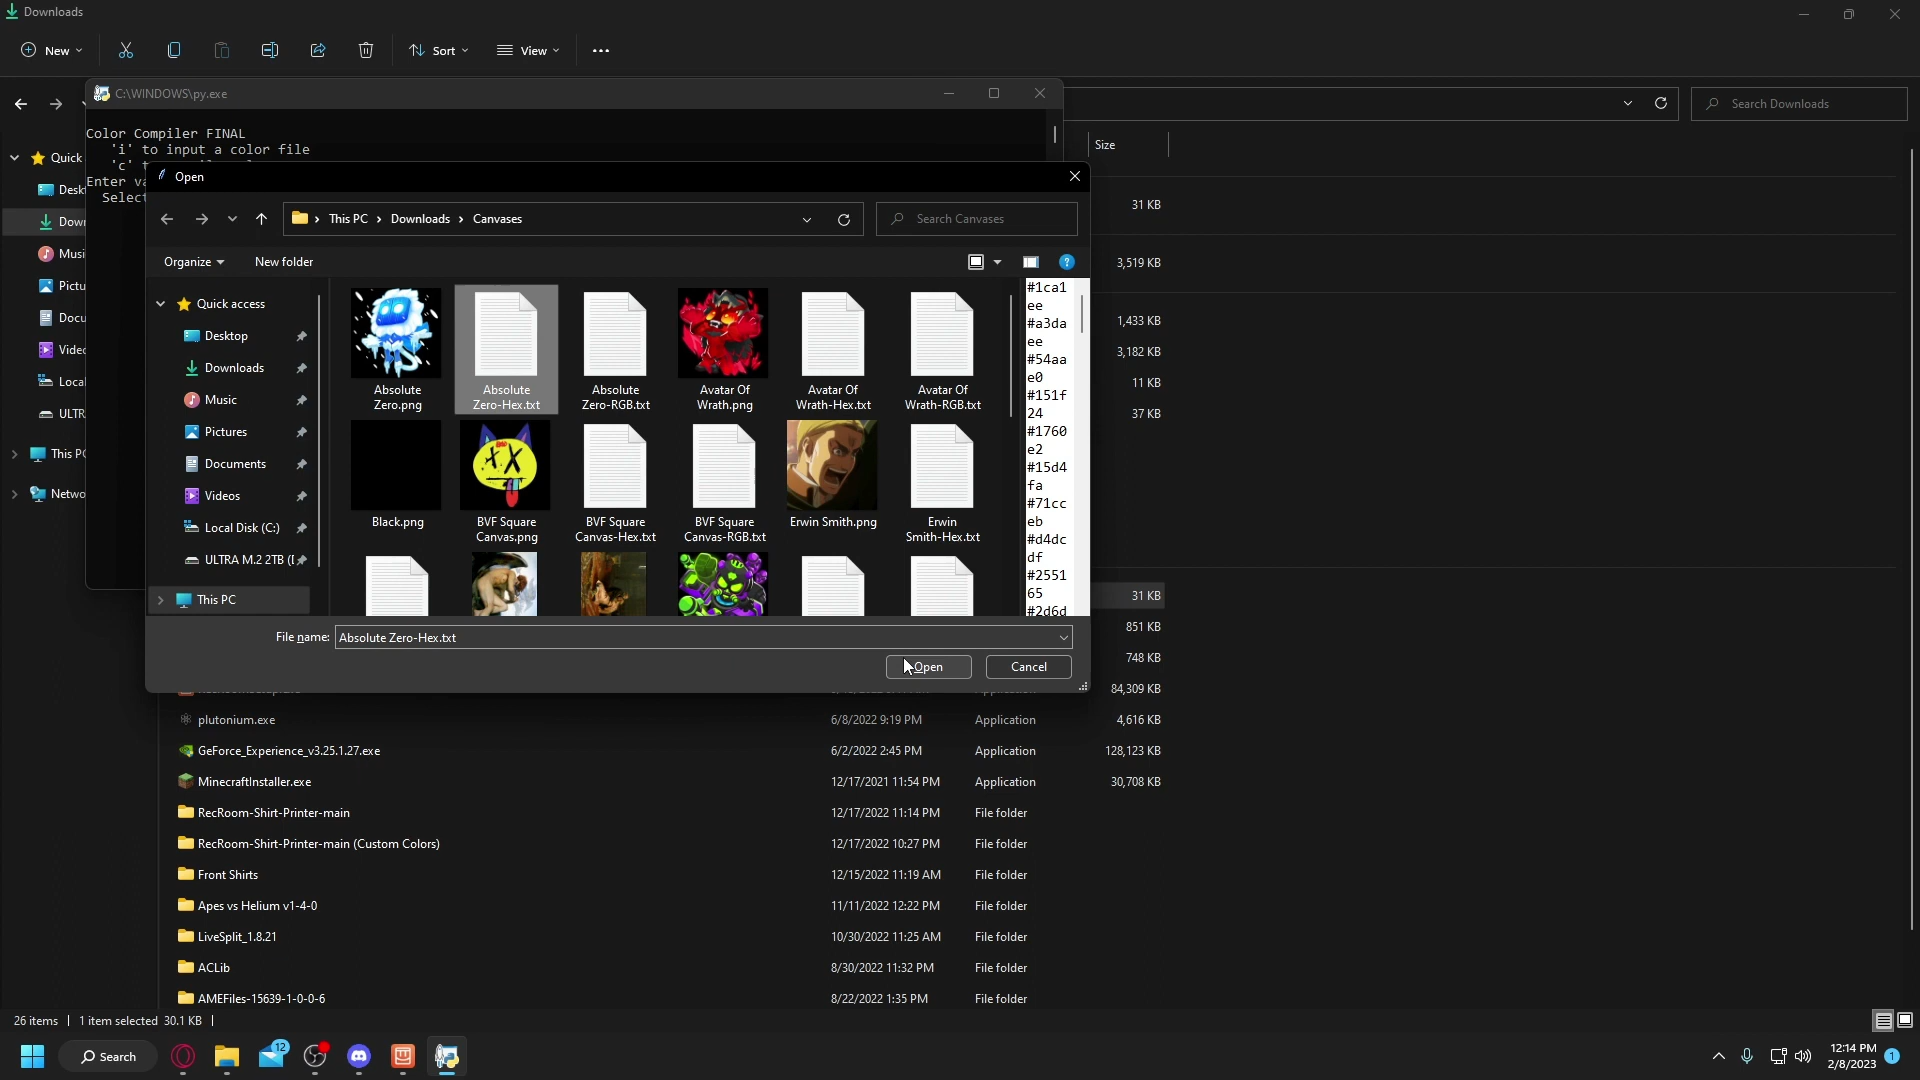 Downloads
New
Sort
View
C:\WINDOWS\py.exe
Search Downloads
Color Compiler FINAL
'i' to input a color file
'c'
Enter
Select
Quick
Size
Open
This PC
Downloads
Canvases
Search Canvases
Organize
New folder
Quick access
Desktop
Downloads
Music
Pictures
Documents
Videos
Local Disk (C:)
ULTRA M.2 2TB (
This PC
Absolute Zero.png
Absolute Zero-Hex.txt
Absolute Zero-RGB.txt
Avatar Of Wrath.png
Avatar Of Wrath-Hex.txt
Avatar Of Wrath-RGB.txt
Black.png
BVF Square Canvas.png
BVF Square Canvas-Hex.txt
BVF Square Canvas-RGB.txt
Erwin Smith.png
Erwin Smith-Hex.txt
#1ca1
ee
#a3da
ee
#54aa
e0
#151f
24
#1760
e2
#15d4
fa
#71cc
eb
#d4dc
df
#2551
65
#2d6d
File name:
Absolute Zero-Hex.txt
Open
Cancel
31 KB
3,519 KB
1,433 KB
3,182 KB
11 KB
37 KB
31 KB
851 KB
748 KB
84,309 KB
plutonium.exe 6/8/2022 9:19 PM Application 4,616 KB
GeForce_Experience_v3.25.1.27.exe 6/2/2022 2:45 PM Application 128,123 KB
MinecraftInstaller.exe 12/17/2021 11:54 PM Application 30,708 KB
RecRoom-Shirt-Printer-main 12/17/2022 11:14 PM File folder
RecRoom-Shirt-Printer-main (Custom Colors) 12/17/2022 10:27 PM File folder
Front Shirts 12/15/2022 11:19 AM File folder
Apes vs Helium v1-4-0 11/11/2022 12:22 PM File folder
LiveSplit_1.8.21 10/30/2022 11:25 AM File folder
ACLib 8/30/2022 11:32 PM File folder
AMEFiles-15639-1-0-0-6 8/22/2022 1:35 PM File folder
26 items
1 item selected 30.1 KB
Search
12
12:14 PM
2/8/2023
1